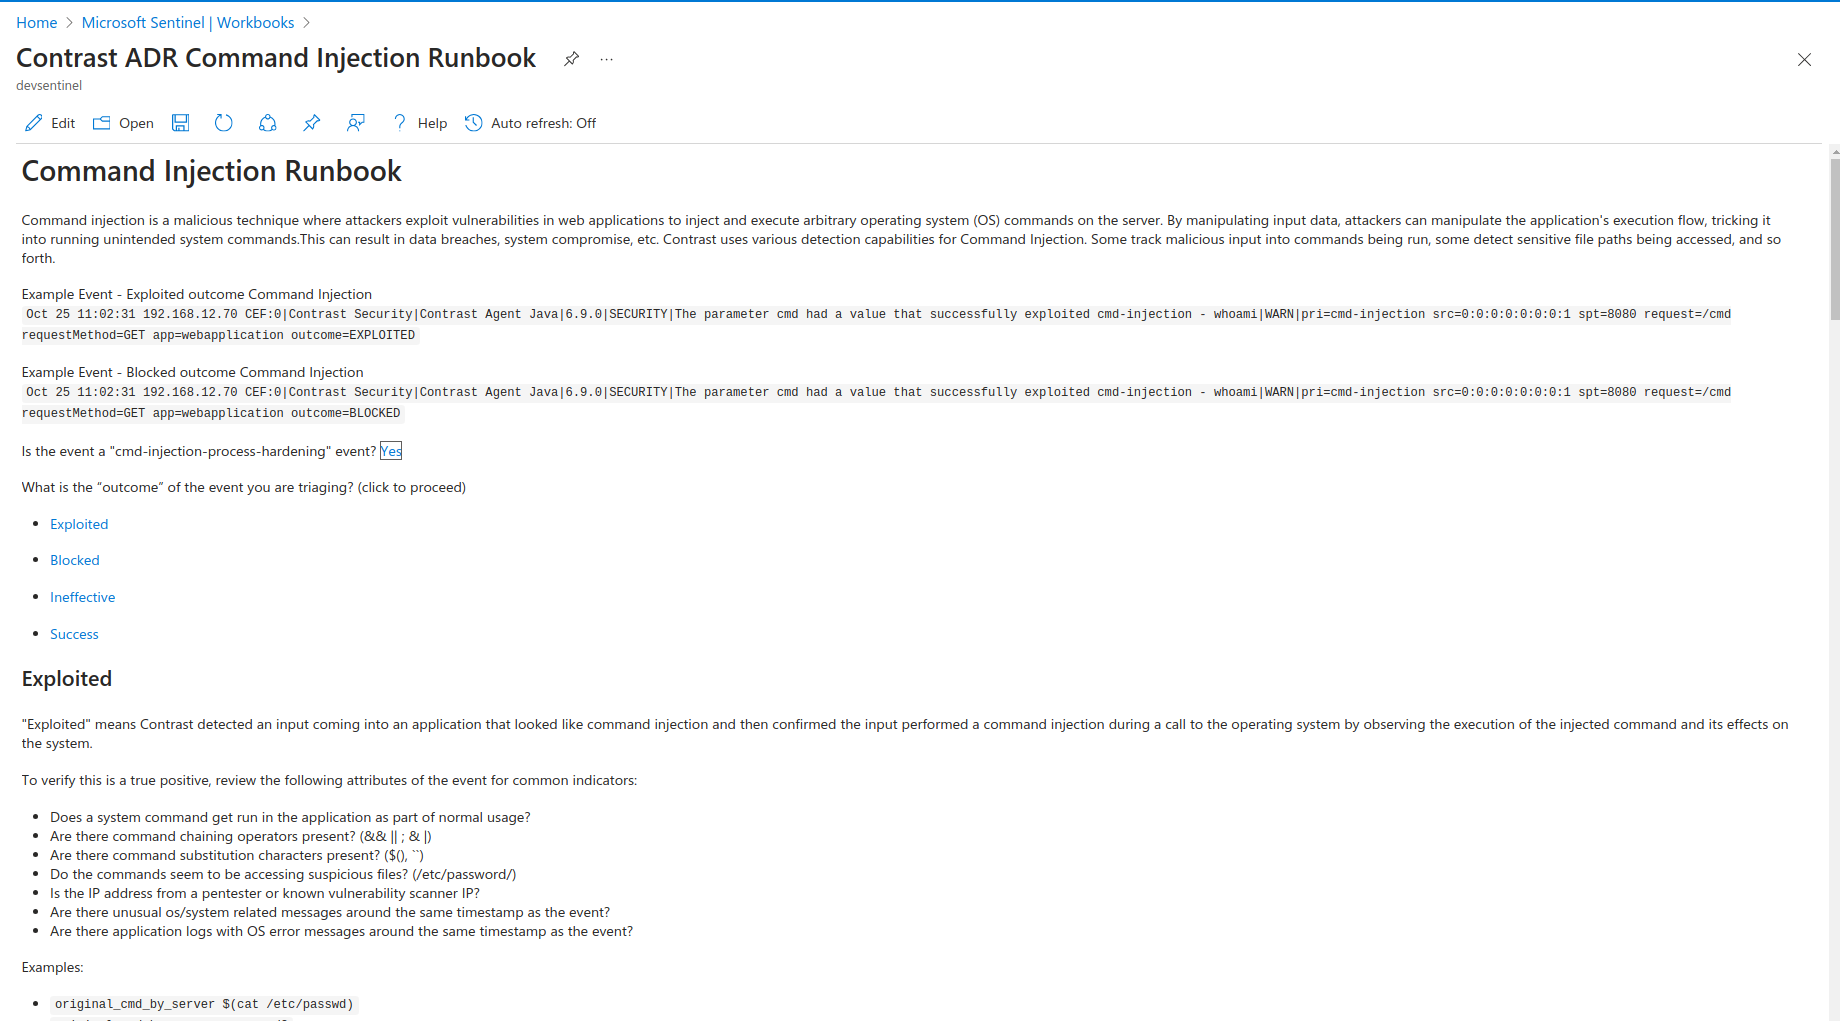 Home > Microsoft Sentinel | Workbooks >
Contrast ADR Command Injection Runbook
devsentinel
Edit Open Help Auto refresh: Off
Command Injection Runbook
Command injection is a malicious technique where attackers exploit vulnerabilities in web applications to inject and execute arbitrary operating system (OS) commands on the server. By manipulating input data, attackers can manipulate the application's execution flow, tricking it
into running unintended system commands.This can result in data breaches, system compromise, etc. Contrast uses various detection capabilities for Command Injection. Some track malicious input into commands being run, some detect sensitive file paths being accessed, and so
forth.
Example Event - Exploited outcome Command Injection
Oct 25 11:02:31 192.168.12.70 CEF:0|Contrast Security|Contrast Agent Java|6.9.0|SECURITY|The parameter cmd had a value that successfully exploited cmd-injection - whoami|WARN|pri=cmd-injection src=0:0:0:0:0:0:0:1 spt=8080 request=/cmd
requestMethod=GET app=webapplication outcome=EXPLOITED
Example Event - Blocked outcome Command Injection
Oct 25 11:02:31 192.168.12.70 CEF:0|Contrast Security|Contrast Agent Java|6.9.0|SECURITY|The parameter cmd had a value that successfully exploited cmd-injection - whoami|WARN|pri=cmd-injection src=0:0:0:0:0:0:0:1 spt=8080 request=/cmd
requestMethod=GET app=webapplication outcome=BLOCKED
Is the event a "cmd-injection-process-hardening" event? Yes
What is the “outcome” of the event you are triaging? (click to proceed)
• Exploited
• Blocked
• Ineffective
• Success
Exploited
"Exploited" means Contrast detected an input coming into an application that looked like command injection and then confirmed the input performed a command injection during a call to the operating system by observing the execution of the injected command and its effects on
the system.
To verify this is a true positive, review the following attributes of the event for common indicators:
• Does a system command get run in the application as part of normal usage?
• Are there command chaining operators present? (&& || ; & |)
• Are there command substitution characters present? ($(), ``)
• Do the commands seem to be accessing suspicious files? (/etc/password/)
• Is the IP address from a pentester or known vulnerability scanner IP?
• Are there unusual os/system related messages around the same timestamp as the event?
• Are there application logs with OS error messages around the same timestamp as the event?
Examples:
• original_cmd_by_server $(cat /etc/passwd)